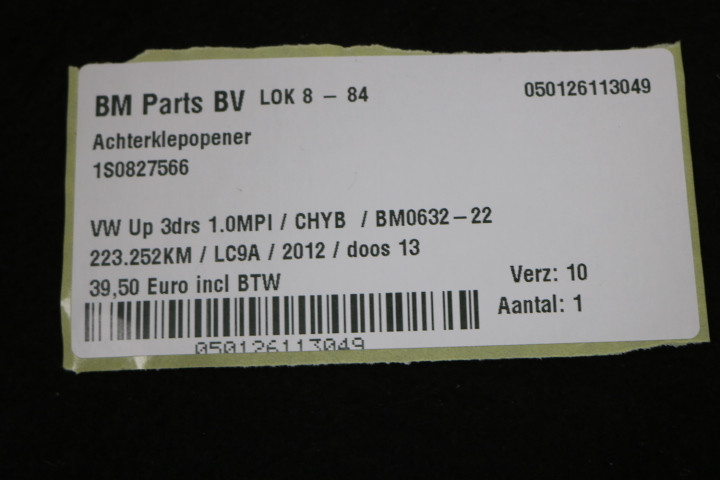 BM Parts BV LOK 8 – 84 050126113049
Achterklepopener
1S0827566
VW Up 3drs 1.0MPI / CHYB / BM0632–22
223.252KM / LC9A / 2012 / doos 13
39,50 Euro incl BTW Verz: 10
Aantal: 1
050126113049